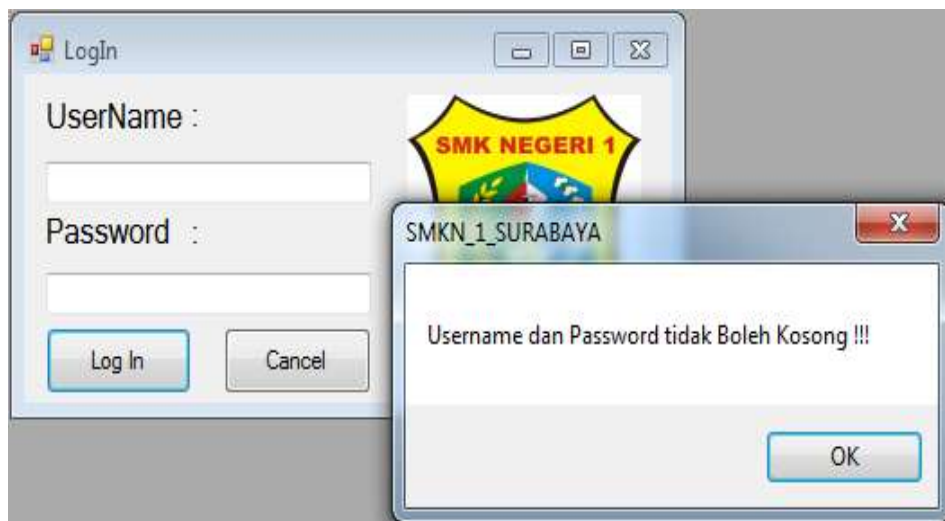 LogIn
UserName :
SMK NEGERI 1
Password :
Log In
Cancel
SMKN_1_SURABAYA
Username dan Password tidak Boleh Kosong !!!
OK